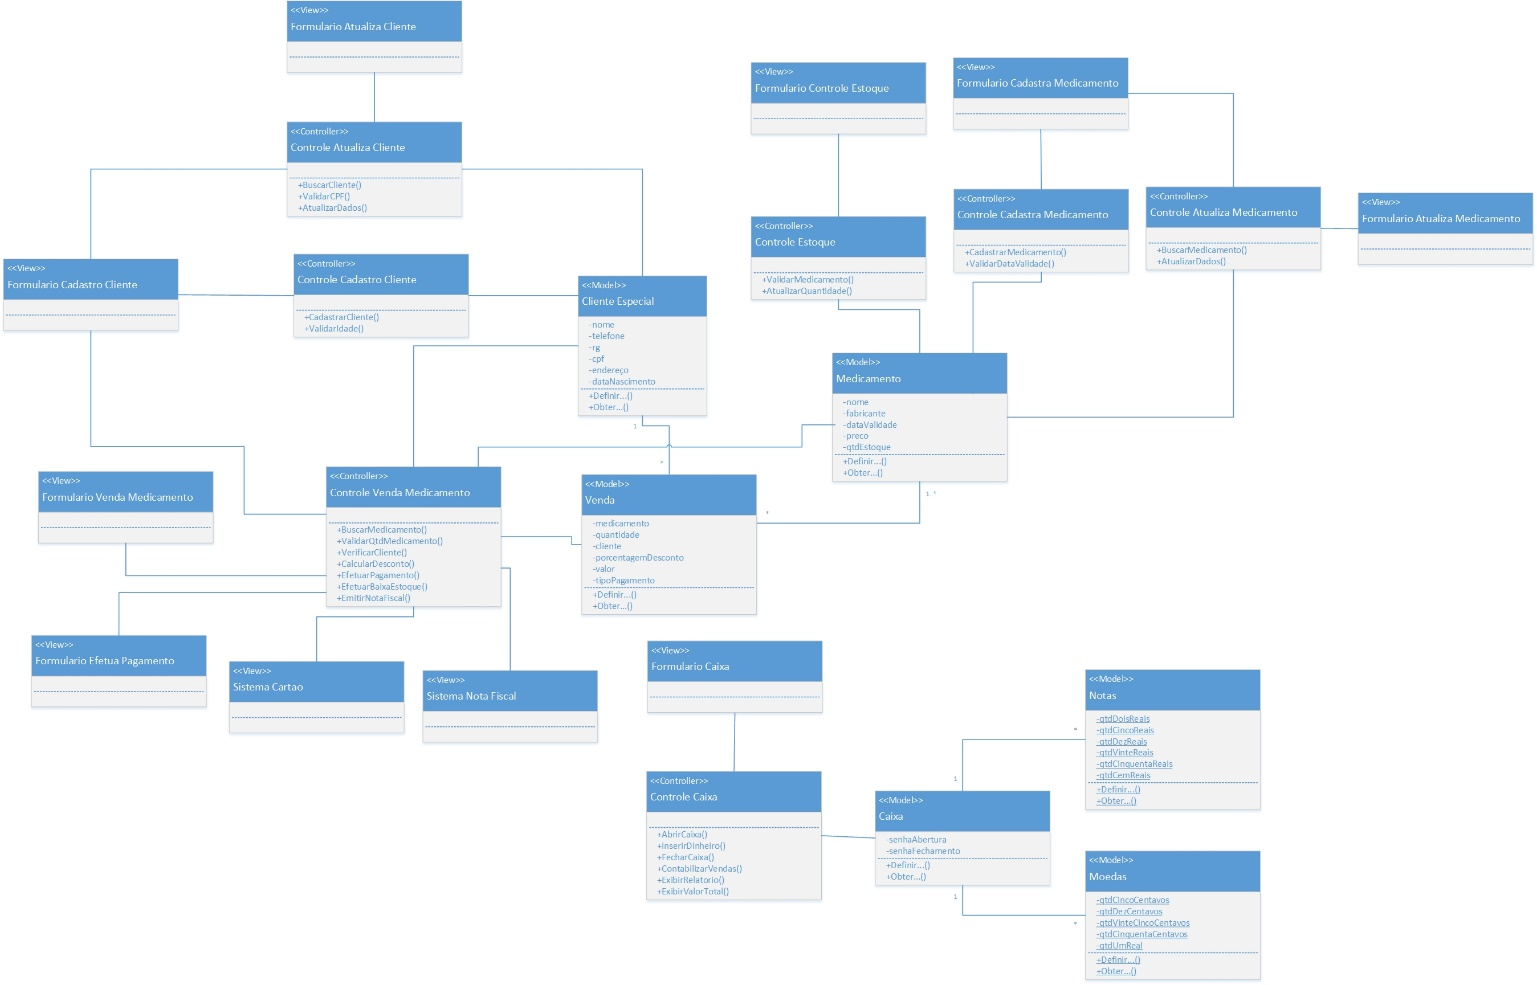 <<View>>
Formulario Atualiza Cliente
<<Controller>>
Controle Atualiza Cliente
+BuscarCliente()
+ValidarCPF()
+AtualizarDados()
<<View>>
Formulario Cadastro Cliente
<<Controller>>
Controle Cadastro Cliente
+CadastrarCliente()
+ValidarIdade()
<<Model>>
Cliente Especial
-nome
-telefone
-rg
-cpf
-endereço
-dataNascimento
+Definir...()
+Obter...()
1
*
<<View>>
Formulario Controle Estoque
<<Controller>>
Controle Estoque
+ValidarMedicamento()
+AtualizarQuantidade()
<<View>>
Formulario Cadastra Medicamento
<<Controller>>
Controle Cadastra Medicamento
+CadastrarMedicamento()
+ValidarDataValidade()
<<Controller>>
Controle Atualiza Medicamento
+BuscarMedicamento()
+AtualizarDados()
<<View>>
Formulario Atualiza Medicamento
<<Model>>
Medicamento
-nome
-fabricante
-dataValidade
-preco
-qtdEstoque
+Definir...()
+Obter...()
1..*
*
<<View>>
Formulario Venda Medicamento
<<Controller>>
Controle Venda Medicamento
+BuscarMedicamento()
+ValidarQtdMedicamento()
+VerificarCliente()
+CalcularDesconto()
+EfetuarPagamento()
+EfetuarBaixaEstoque()
+EmitirNotaFiscal()
<<Model>>
Venda
-medicamento
-quantidade
-cliente
-porcentagemDesconto
-valor
-tipoPagamento
+Definir...()
+Obter...()
<<View>>
Formulario Efetua Pagamento
<<View>>
Sistema Cartao
<<View>>
Sistema Nota Fiscal
<<View>>
Formulario Caixa
<<Controller>>
Controle Caixa
+AbrirCaixa()
+InserirDinheiro()
+FecharCaixa()
+ContabilizarVendas()
+ExibirRelatorio()
+ExibirValorTotal()
<<Model>>
Caixa
-senhaAbertura
-senhaFechamento
+Definir...()
+Obter...()
1
*
1
*
<<Model>>
Notas
-qtdDoisReais
-qtdCincoReais
-qtdDezReais
-qtdVinteReais
-qtdCinquentaReais
-qtdCemReais
+Definir...()
+Obter...()
<<Model>>
Moedas
-qtdCincoCentavos
-qtdDezCentavos
-qtdVinteCincoCentavos
-qtdCinquentaCentavos
-qtdUmReal
+Definir...()
+Obter...()